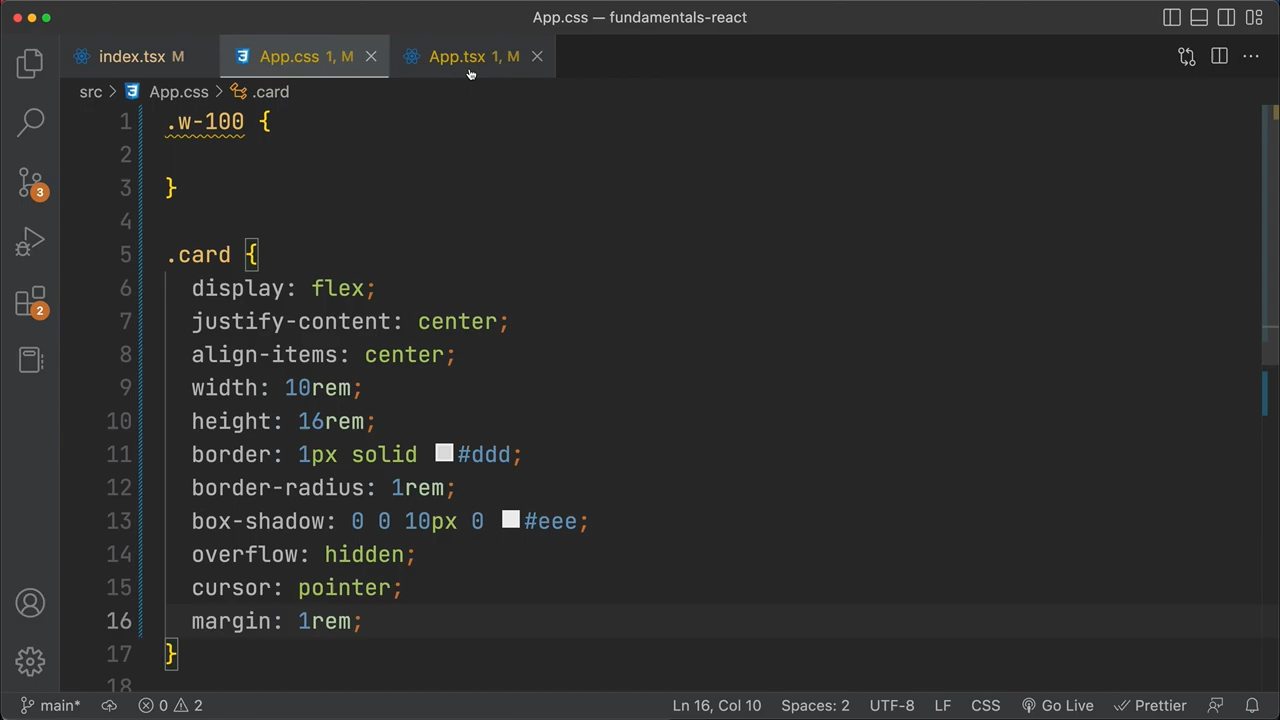 App.css — fundamentals-react
index.tsx M
App.css 1, M
App.tsx 1, M
src > App.css > .card
1 .w-100 {
2
3 }
4
5 .card {
6 display: flex;
7 justify-content: center;
8 align-items: center;
9 width: 10rem;
10 height: 16rem;
11 border: 1px solid #ddd;
12 border-radius: 1rem;
13 box-shadow: 0 0 10px 0 #eee;
14 overflow: hidden;
15 cursor: pointer;
16 margin: 1rem;
17 }
18
3
2
main* 0 2 Ln 16, Col 10 Spaces: 2 UTF-8 LF CSS Go Live Prettier